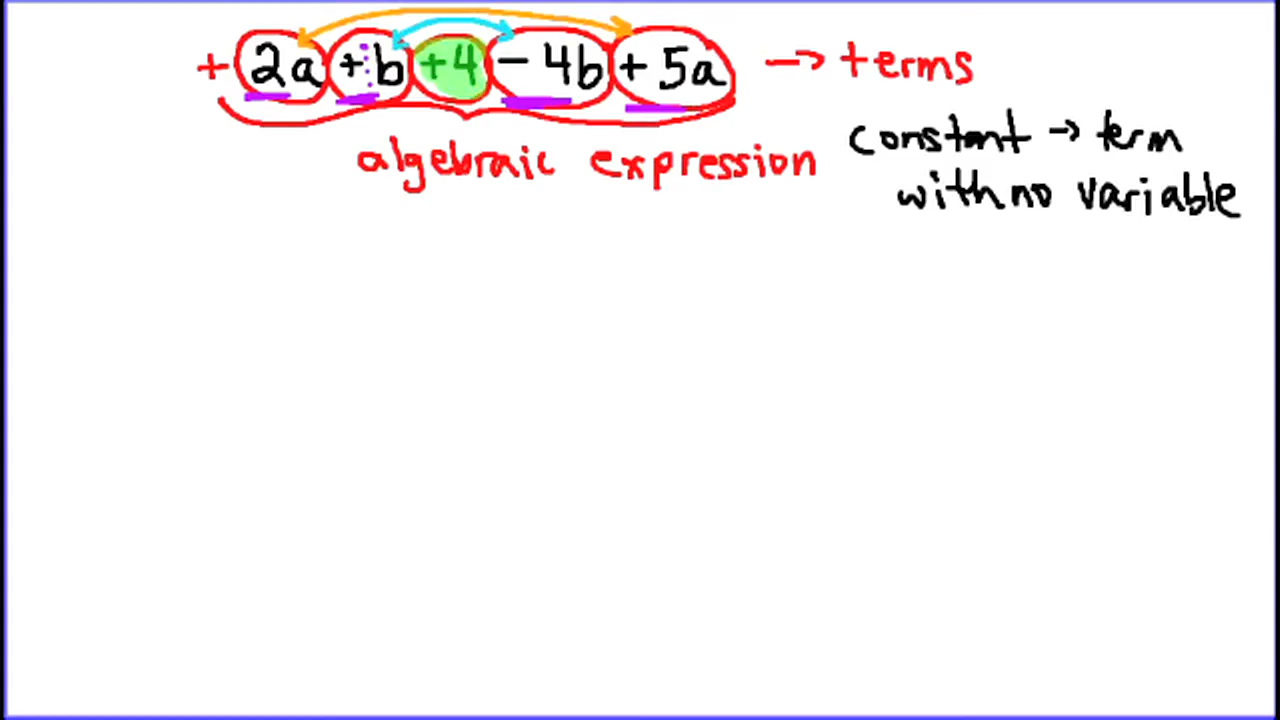 + 2a + b + 4 - 4b + 5a → terms
algebraic expression
constant → term
with no variable